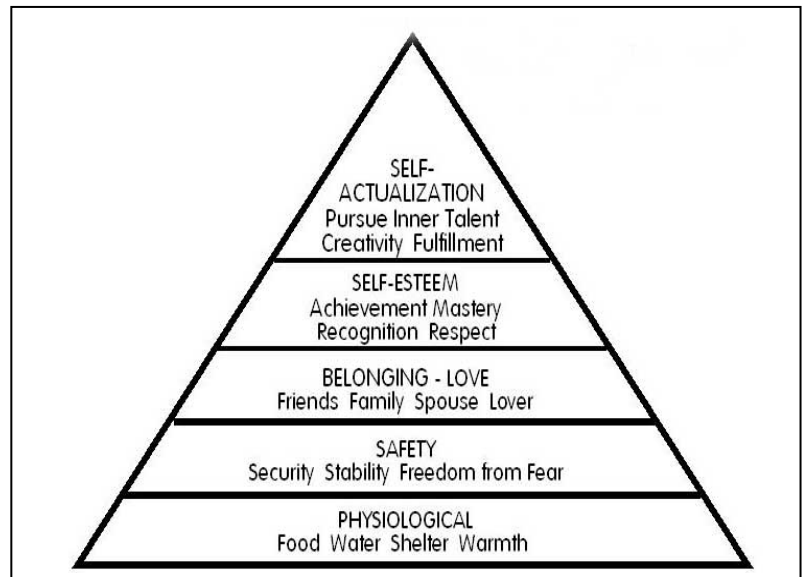 SELF-
ACTUALIZATION
Pursue Inner Talent
Creativity Fulfillment
SELF-ESTEEM
Achievement Mastery
Recognition Respect
BELONGING - LOVE
Friends Family Spouse Lover
SAFETY
Security Stability Freedom from Fear
PHYSIOLOGICAL
Food Water Shelter Warmth